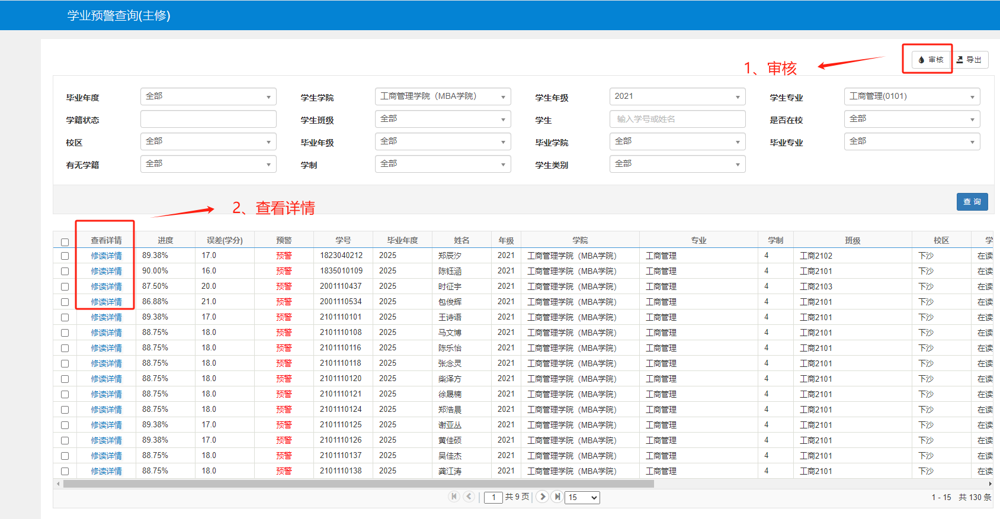 学业预警查询(主修)
审核 导出
1、审核
毕业年度 全部 学生学院 工商管理学院（MBA学院） 学生年级 2021 学生专业 工商管理(0101)
学籍状态 学生班级 全部 学生 输入学号或姓名 是否在校 全部
校区 全部 毕业年级 全部 毕业学院 全部 毕业专业 全部
有无学籍 全部 学制 全部 学生类别 全部
查 询
2、查看详情
查看详情 进度 误差(学分) 预警 学号 毕业年度 姓名 年级 学院 专业 学制 班级 校区 学
修读详情 89.38% 17.0 预警 1823040212 2025 郑辰汐 2021 工商管理学院（MBA学院） 工商管理 4 工商2102 下沙 在读
修读详情 90.00% 16.0 预警 1835010109 2025 陈钰涵 2021 工商管理学院（MBA学院） 工商管理 4 工商2101 下沙 在读
修读详情 87.50% 20.0 预警 2001110437 2025 时征宇 2021 工商管理学院（MBA学院） 工商管理 4 工商2103 下沙 在读
修读详情 86.88% 21.0 预警 2001110534 2025 包俊辉 2021 工商管理学院（MBA学院） 工商管理 4 工商2101 下沙 在读
修读详情 89.38% 17.0 预警 2101110101 2025 王诗语 2021 工商管理学院（MBA学院） 工商管理 4 工商2101 下沙 在读
修读详情 88.75% 18.0 预警 2101110108 2025 马文博 2021 工商管理学院（MBA学院） 工商管理 4 工商2101 下沙 在读
修读详情 88.75% 18.0 预警 2101110116 2025 陈乐怡 2021 工商管理学院（MBA学院） 工商管理 4 工商2101 下沙 在读
修读详情 88.75% 18.0 预警 2101110118 2025 张念灵 2021 工商管理学院（MBA学院） 工商管理 4 工商2101 下沙 在读
修读详情 88.75% 18.0 预警 2101110120 2025 柴泽方 2021 工商管理学院（MBA学院） 工商管理 4 工商2101 下沙 在读
修读详情 88.75% 18.0 预警 2101110121 2025 徐晟楠 2021 工商管理学院（MBA学院） 工商管理 4 工商2101 下沙 在读
修读详情 88.75% 18.0 预警 2101110124 2025 郑浩晨 2021 工商管理学院（MBA学院） 工商管理 4 工商2101 下沙 在读
修读详情 89.38% 17.0 预警 2101110125 2025 谢亚丛 2021 工商管理学院（MBA学院） 工商管理 4 工商2101 下沙 在读
修读详情 89.38% 17.0 预警 2101110126 2025 黄佳硕 2021 工商管理学院（MBA学院） 工商管理 4 工商2101 下沙 在读
修读详情 88.75% 18.0 预警 2101110137 2025 吴佳杰 2021 工商管理学院（MBA学院） 工商管理 4 工商2101 下沙 在读
修读详情 88.75% 18.0 预警 2101110138 2025 龚江涛 2021 工商管理学院（MBA学院） 工商管理 4 工商2101 下沙 在读
1 共 9 页 15 1 - 15 共 130 条